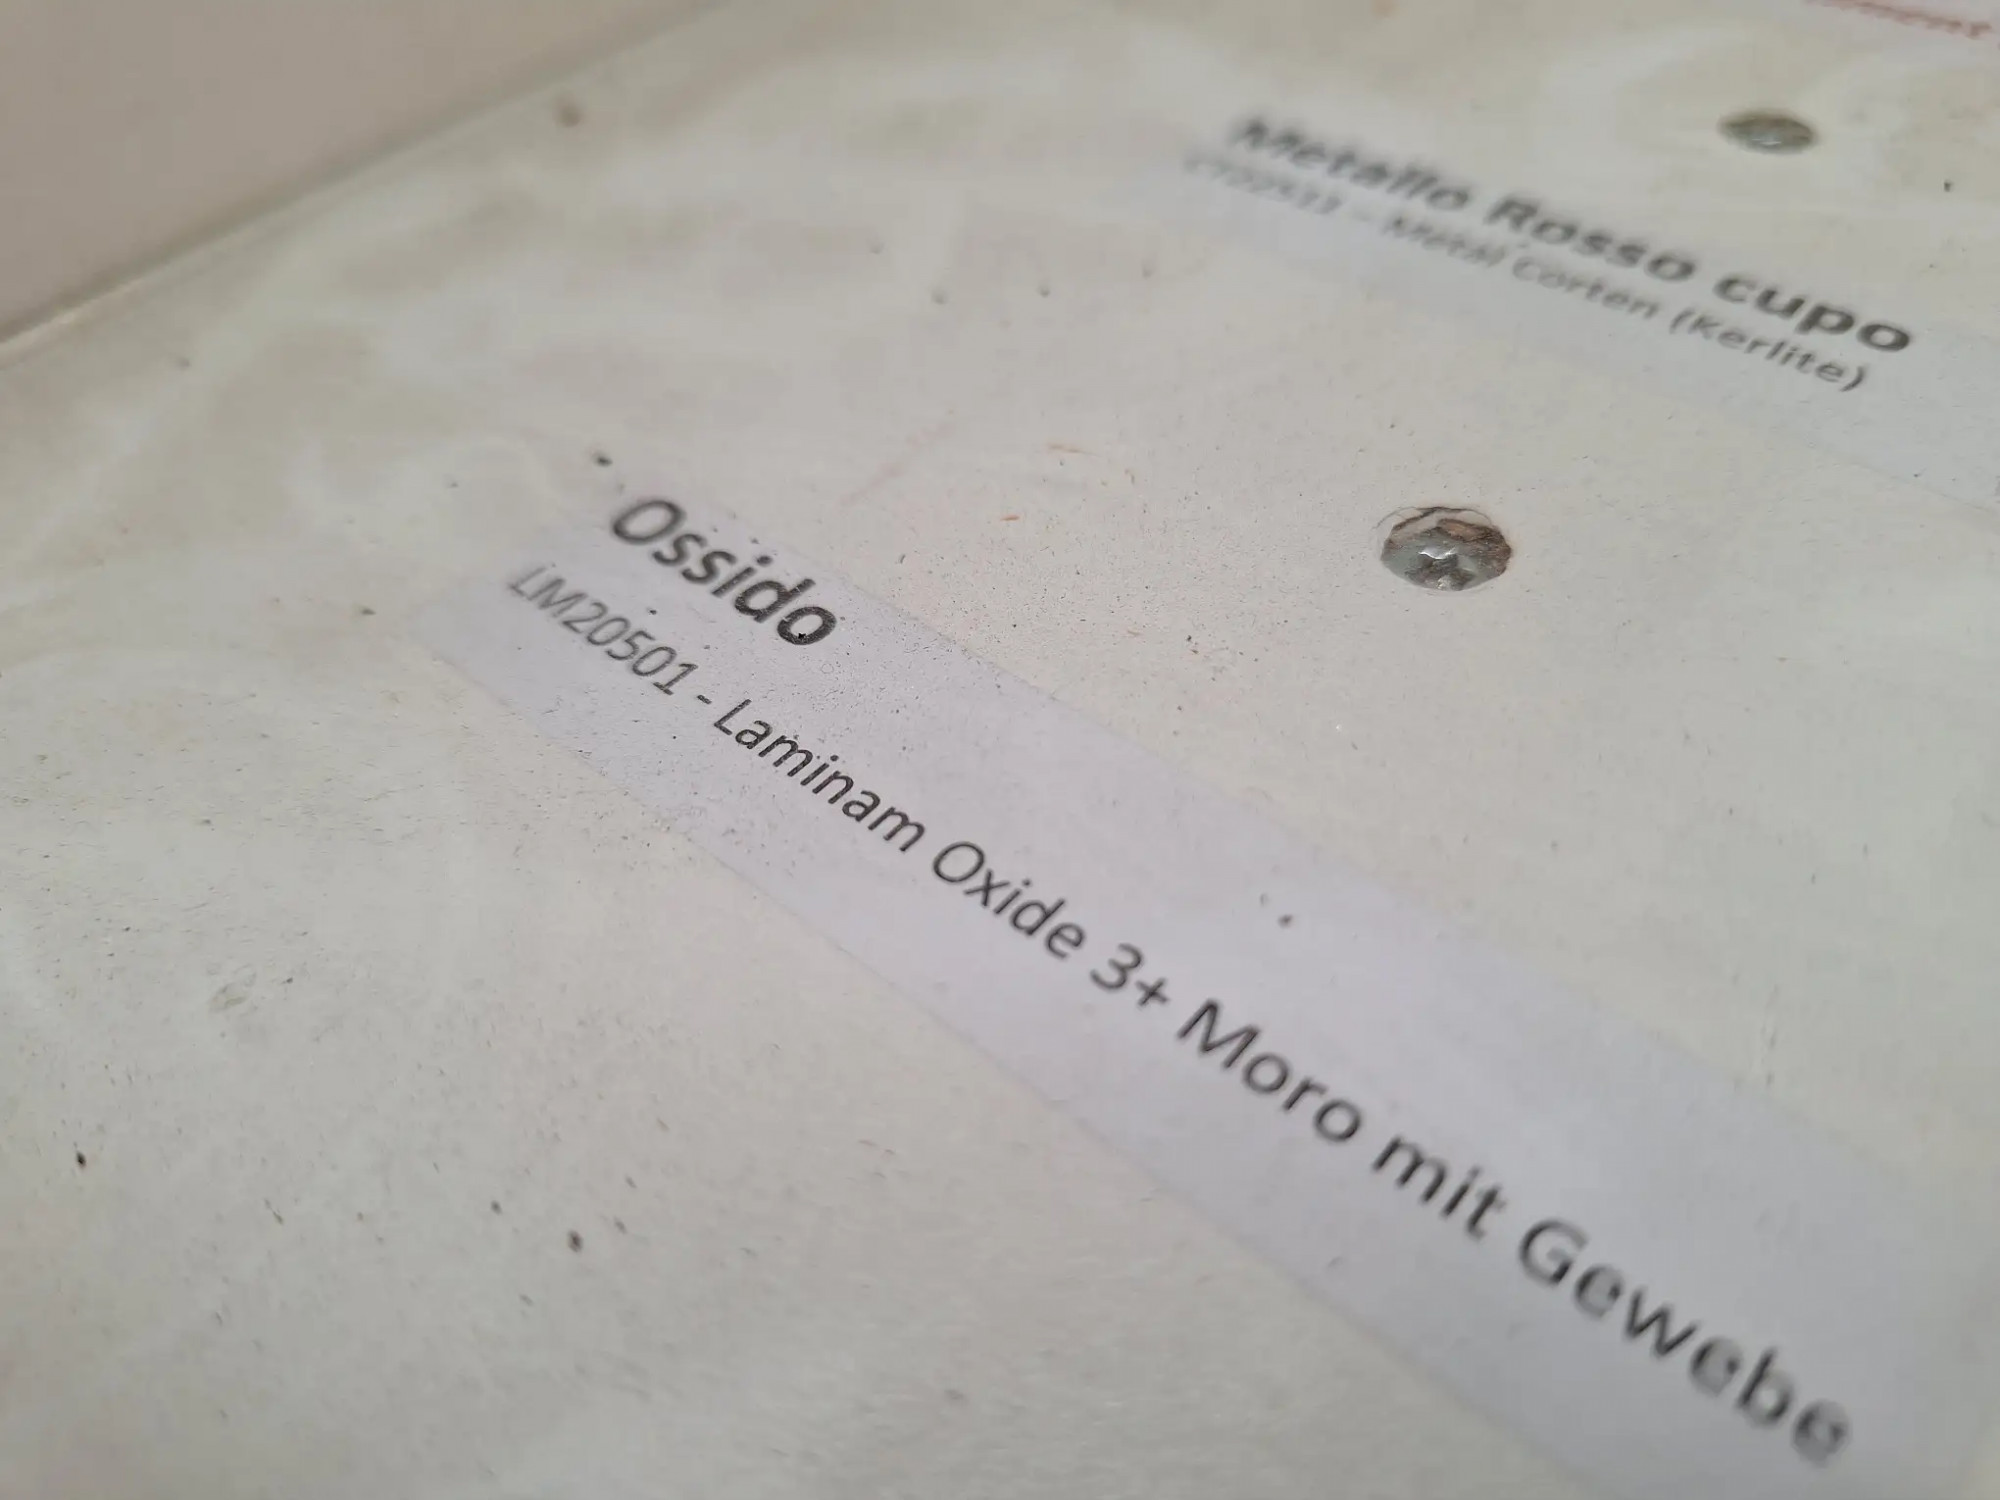 Metallo Rosso cupo
- Metal Corten (Kerlite)
Ossido
LM20501 - Laminam Oxide 3+ Moro mit Gewebe